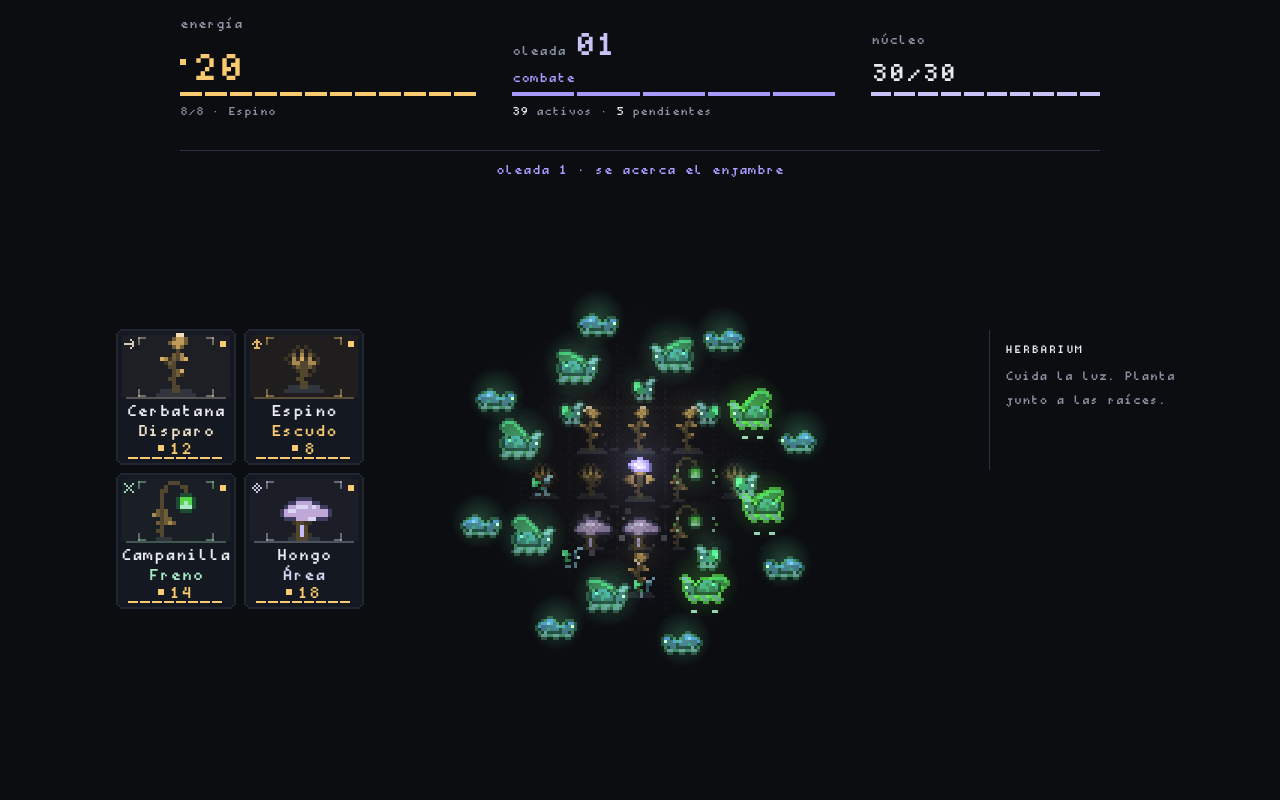 energía
20
8/8 · Espino
oleada 01
combate
39 activos · 5 pendientes
núcleo
30/30
oleada 1 · se acerca el enjambre
Cerbatana
Disparo
12
Espino
Escudo
8
Campanilla
Freno
14
Hongo
Área
18
HERBARIUM
Cuida la luz. Planta
junto a las raíces.